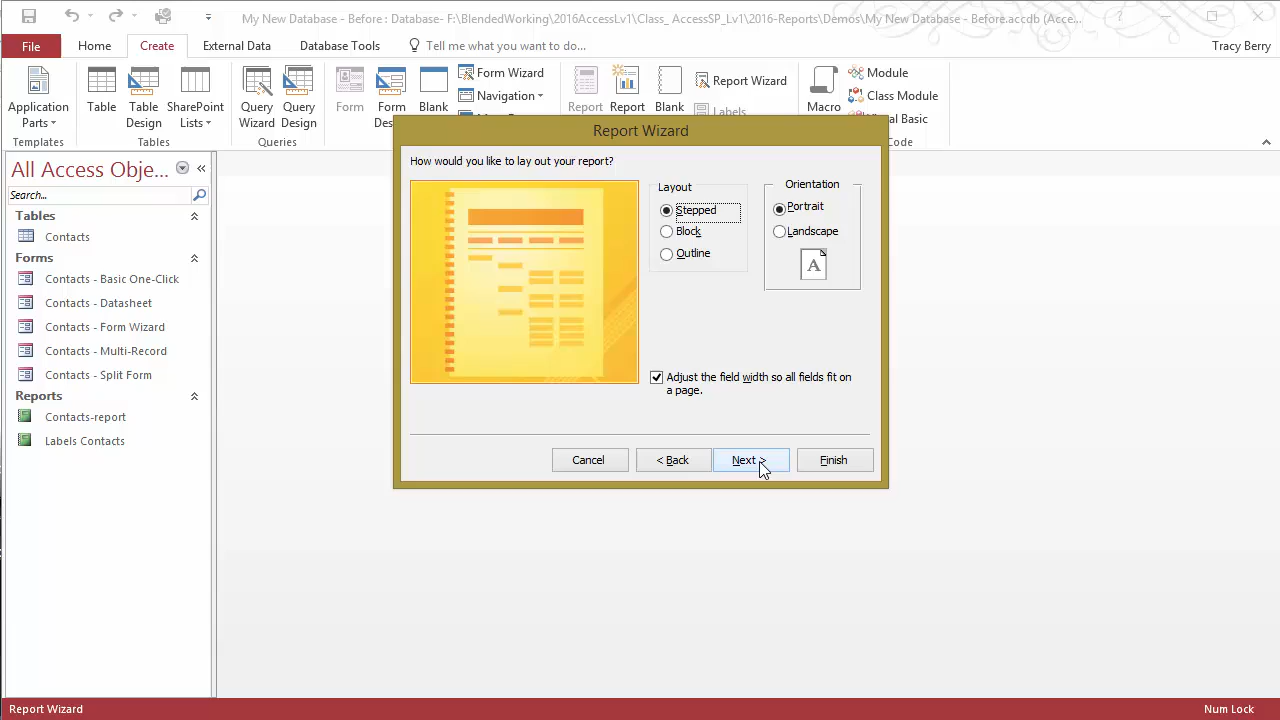 My New Database - Before : Database- F:\BlendedWorking\2016AccessLv1\Class_ AccessSP_LU1\2016-Reports\Demos\My New Database - Before.accdb (Acce...
File Home Create External Data Database Tools Tell me what you want to do... Tracy Berry
Application Parts
Table
Table Design
SharePoint Lists
Query Wizard
Query Design
Form
Form
Blank
Form Wizard
Navigation
Report
Report
Blank
Report Wizard
Labels
Macro
Module
Class Module
Basic
Templates Tables Queries
All Access Obje...
Search...
Tables
Contacts
Forms
Contacts - Basic One-Click
Contacts - Datasheet
Contacts - Form Wizard
Contacts - Multi-Record
Contacts - Split Form
Reports
Contacts-report
Labels Contacts
Report Wizard
How would you like to lay out your report?
Layout
Stepped
Block
Outline
Orientation
Portrait
Landscape
A
Adjust the field width so all fields fit on
a page.
Cancel < Back Next > Finish
Report Wizard Num Lock